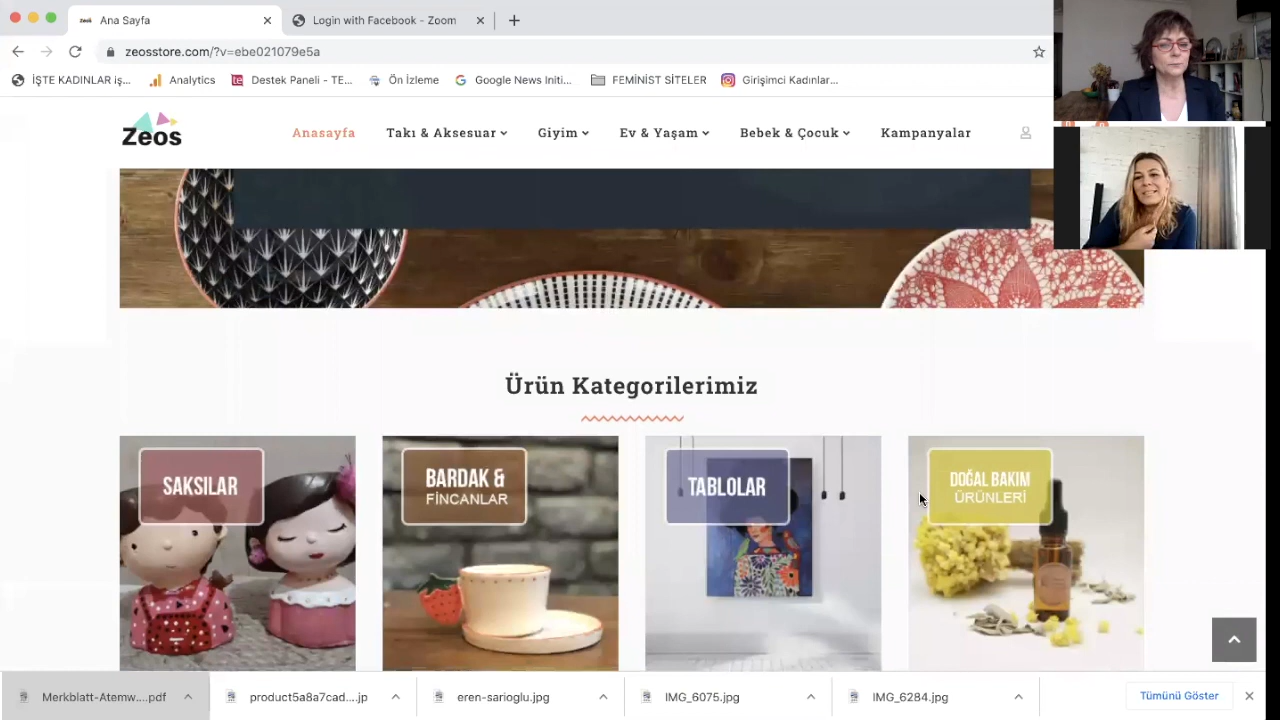 Ana Sayfa
Login with Facebook - Zoom
zeosstore.com/?v=ebe021079e5a
İŞTE KADINLAR iş...
Analytics
Destek Paneli - TE...
Ön İzleme
Google News Initi...
FEMİNİST SİTELER
Girişimci Kadınlar...
Zeos
Anasayfa
Takı & Aksesuar
Giyim
Ev & Yaşam
Bebek & Çocuk
Kampanyalar
Ürün Kategorilerimiz
SAKSILAR
BARDAK &
FİNCANLAR
TABLOLAR
DOĞAL BAKIM
ÜRÜNLERİ
Merkblatt-Atemw....pdf
product5a8a7cad....jp
eren-sarioglu.jpg
IMG_6075.jpg
IMG_6284.jpg
Tümünü Göster